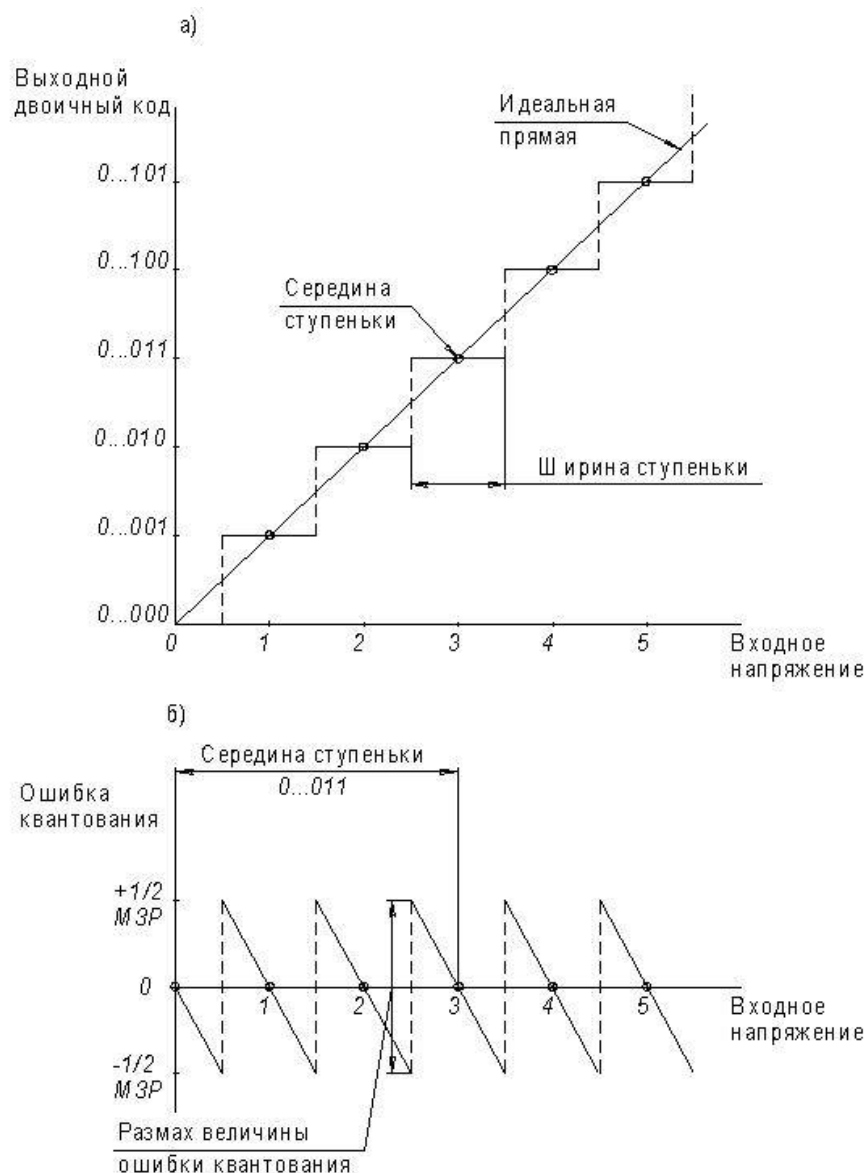 а)
Выходной
двоичный код
Идеальная
прямая
0...101
0...100
Середина
ступеньки
0...011
0...010
Ширина ступеньки
0...001
0...000
0
1
2
3
4
5
Входное
напряжение
б)
Середина ступеньки
0...011
Ошибка
квантования
+1/2
МЗР
0
1
2
3
4
5
Входное
напряжение
-1/2
МЗР
Размах величины
ошибки квантования